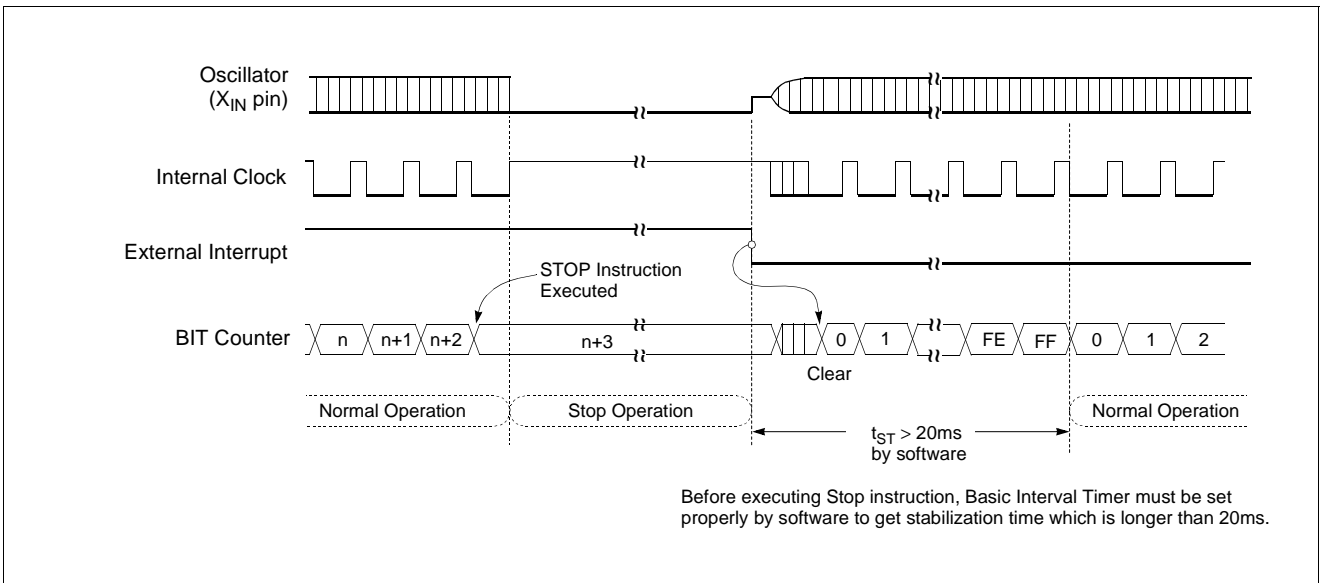 Oscillator
(XIN pin)
Internal Clock
External Interrupt
STOP Instruction
Executed
BIT Counter
n n+1 n+2 n+3 0 1 FE FF 0 1 2
Clear
Normal Operation Stop Operation Normal Operation
tST > 20ms
by software
Before executing Stop instruction, Basic Interval Timer must be set
properly by software to get stabilization time which is longer than 20ms.